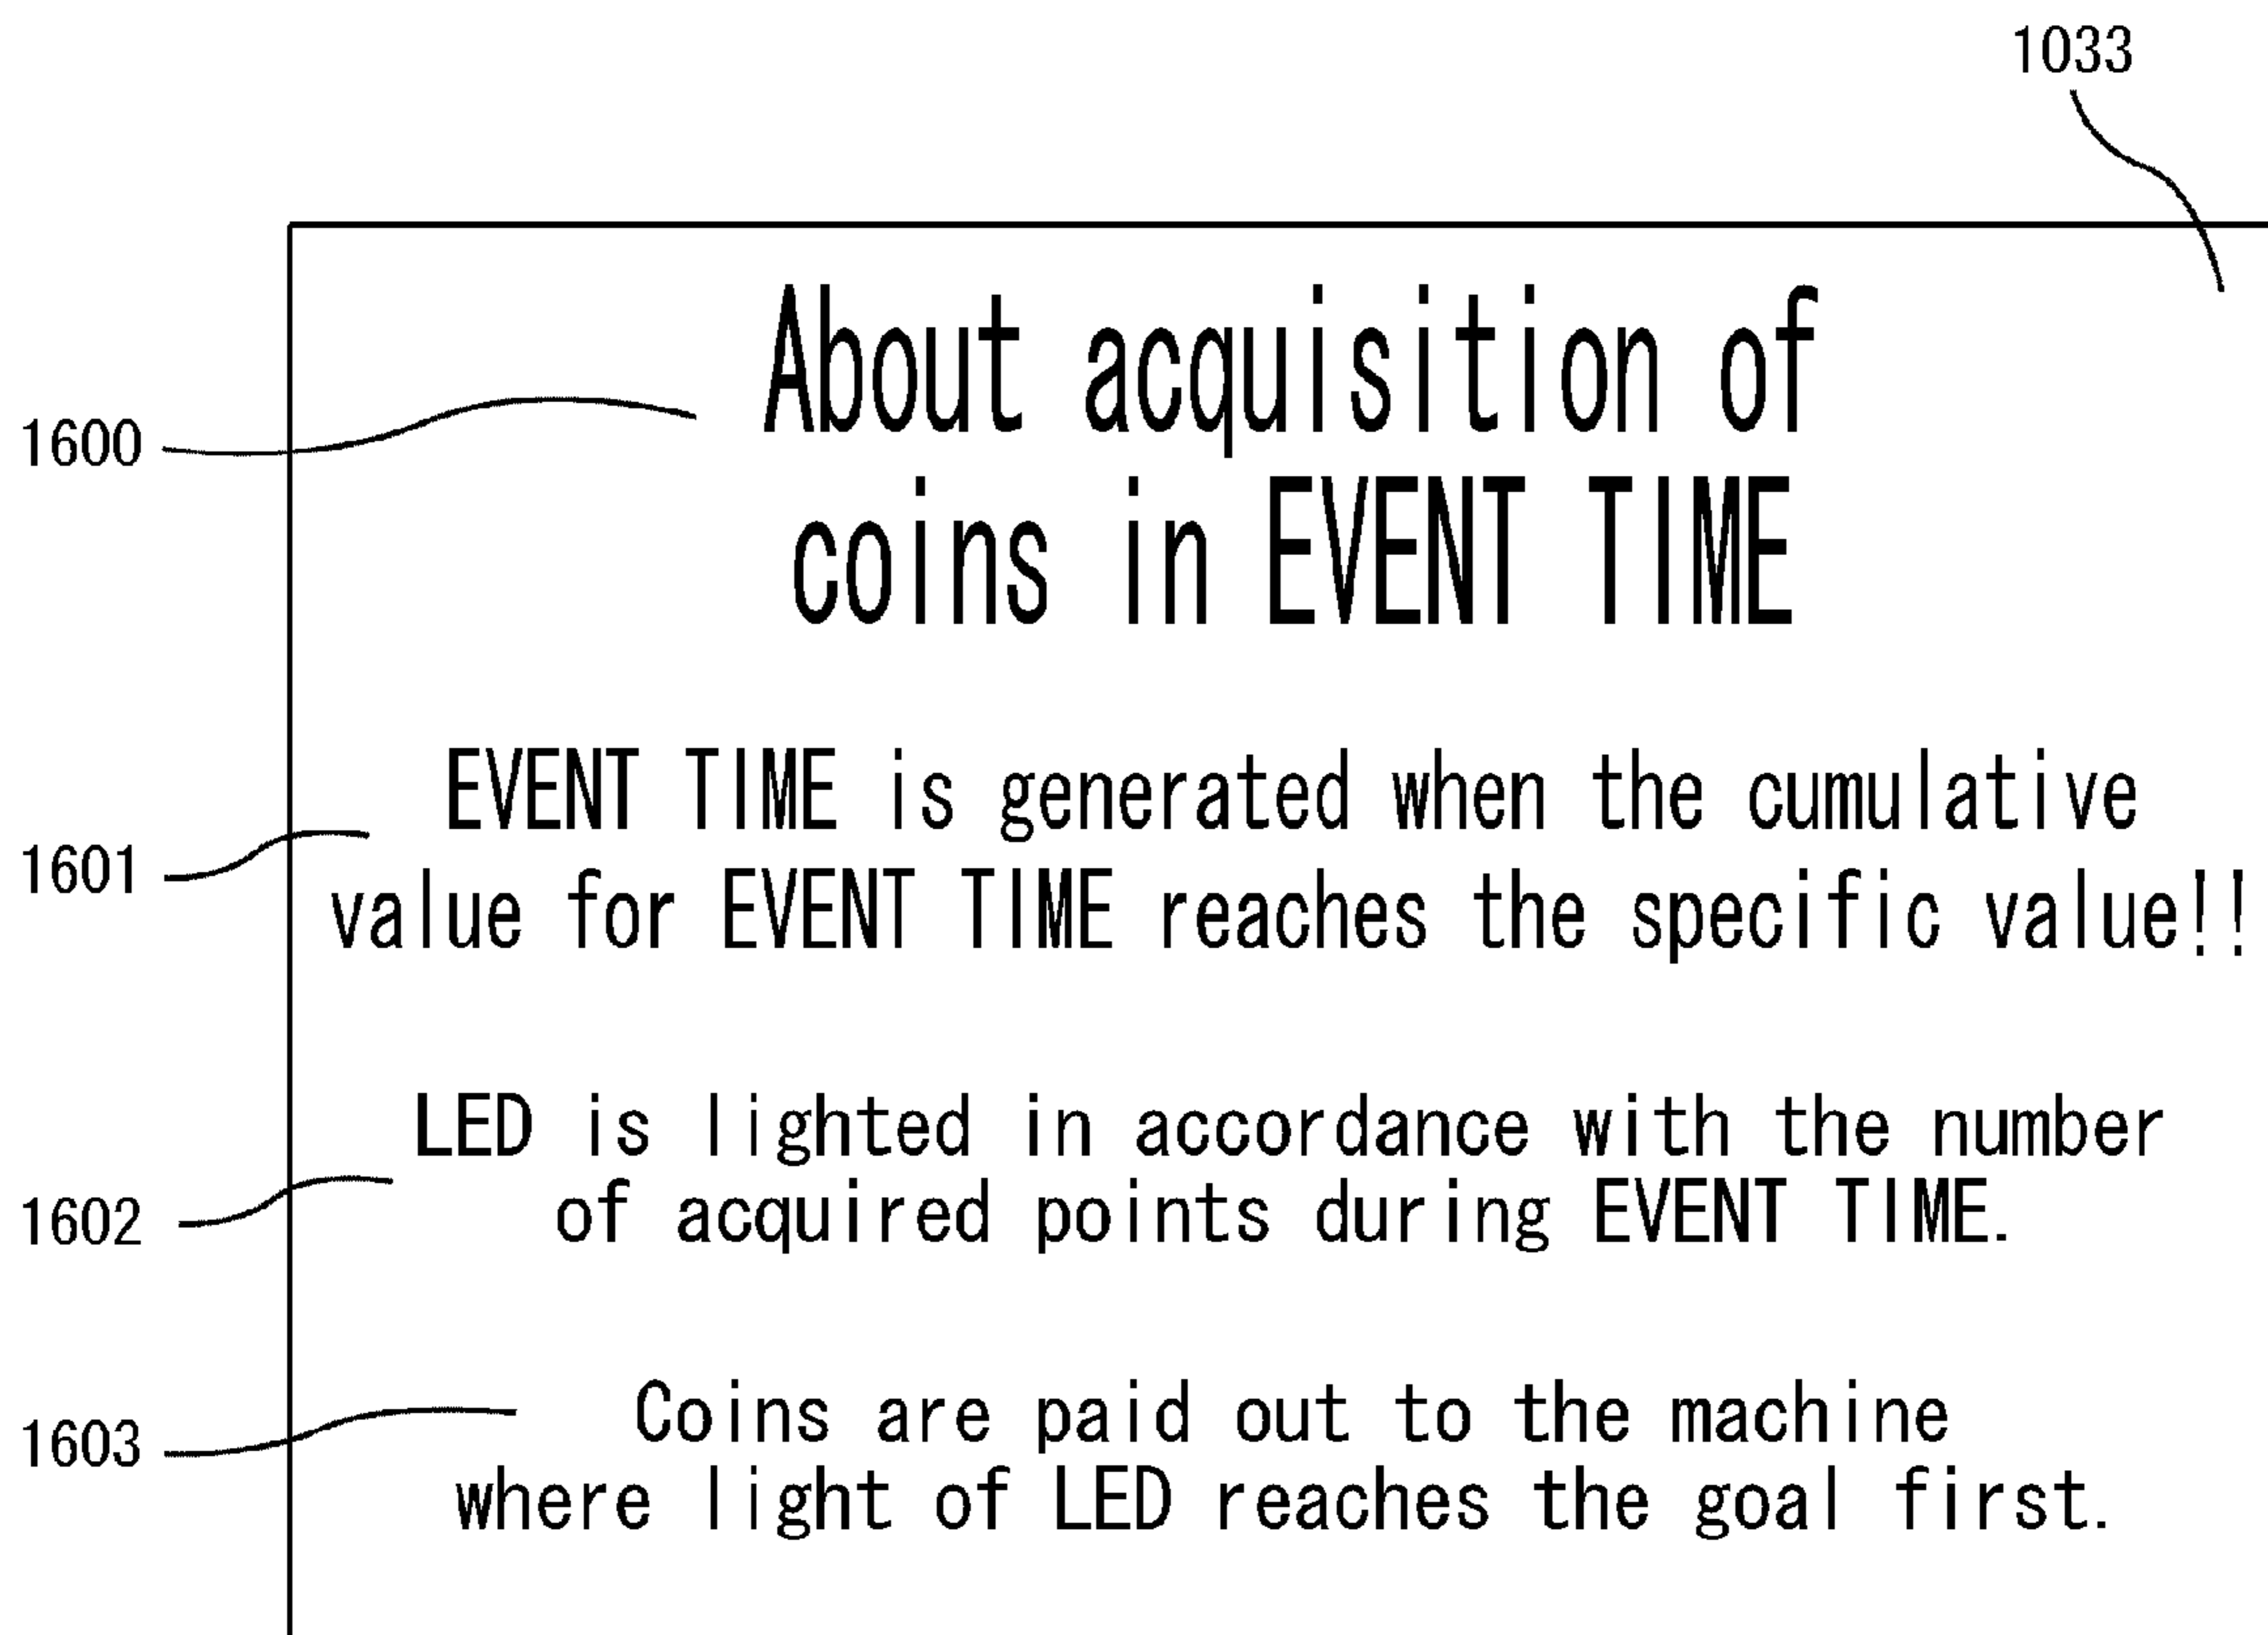 1033
1600
About acquisition of
coins in EVENT TIME
1601
EVENT TIME is generated when the cumulative
value for EVENT TIME reaches the specific value!!
1602
LED is lighted in accordance with the number
of acquired points during EVENT TIME.
1603
Coins are paid out to the machine
where light of LED reaches the goal first.